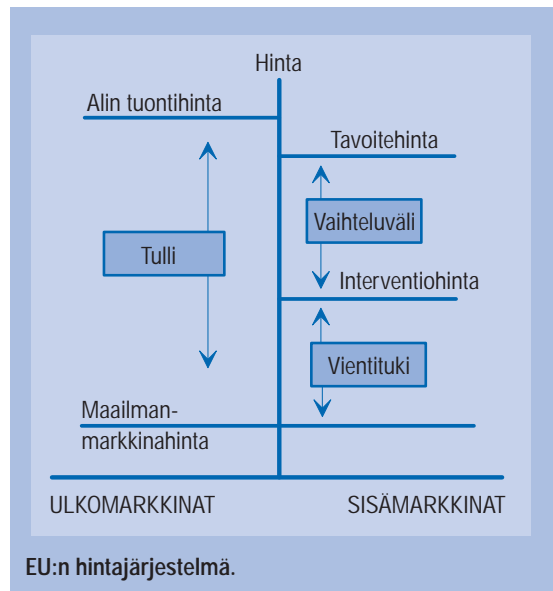 Hinta
Alin tuontihinta
Tavoitehinta
Vaihteluväli
Tulli
Interventiohinta
Vientituki
Maailman-
markkinahinta
ULKOMARKKINAT
SISÄMARKKINAT
EU:n hintajärjestelmä.